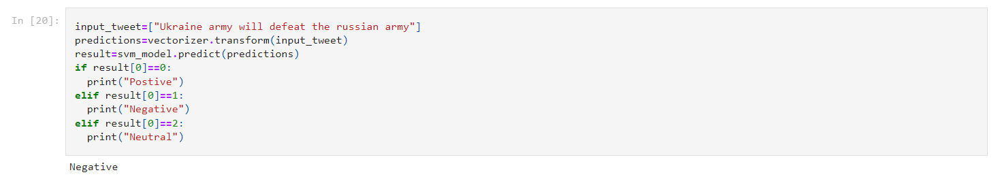 In [20]:
input_tweet=["Ukraine army will defeat the russian army"]
predictions=vectorizer.transform(input_tweet)
result=svm_model.predict(predictions)
if result[0]==0:
  print("Postive")
elif result[0]==1:
  print("Negative")
elif result[0]==2:
  print("Neutral")
Negative